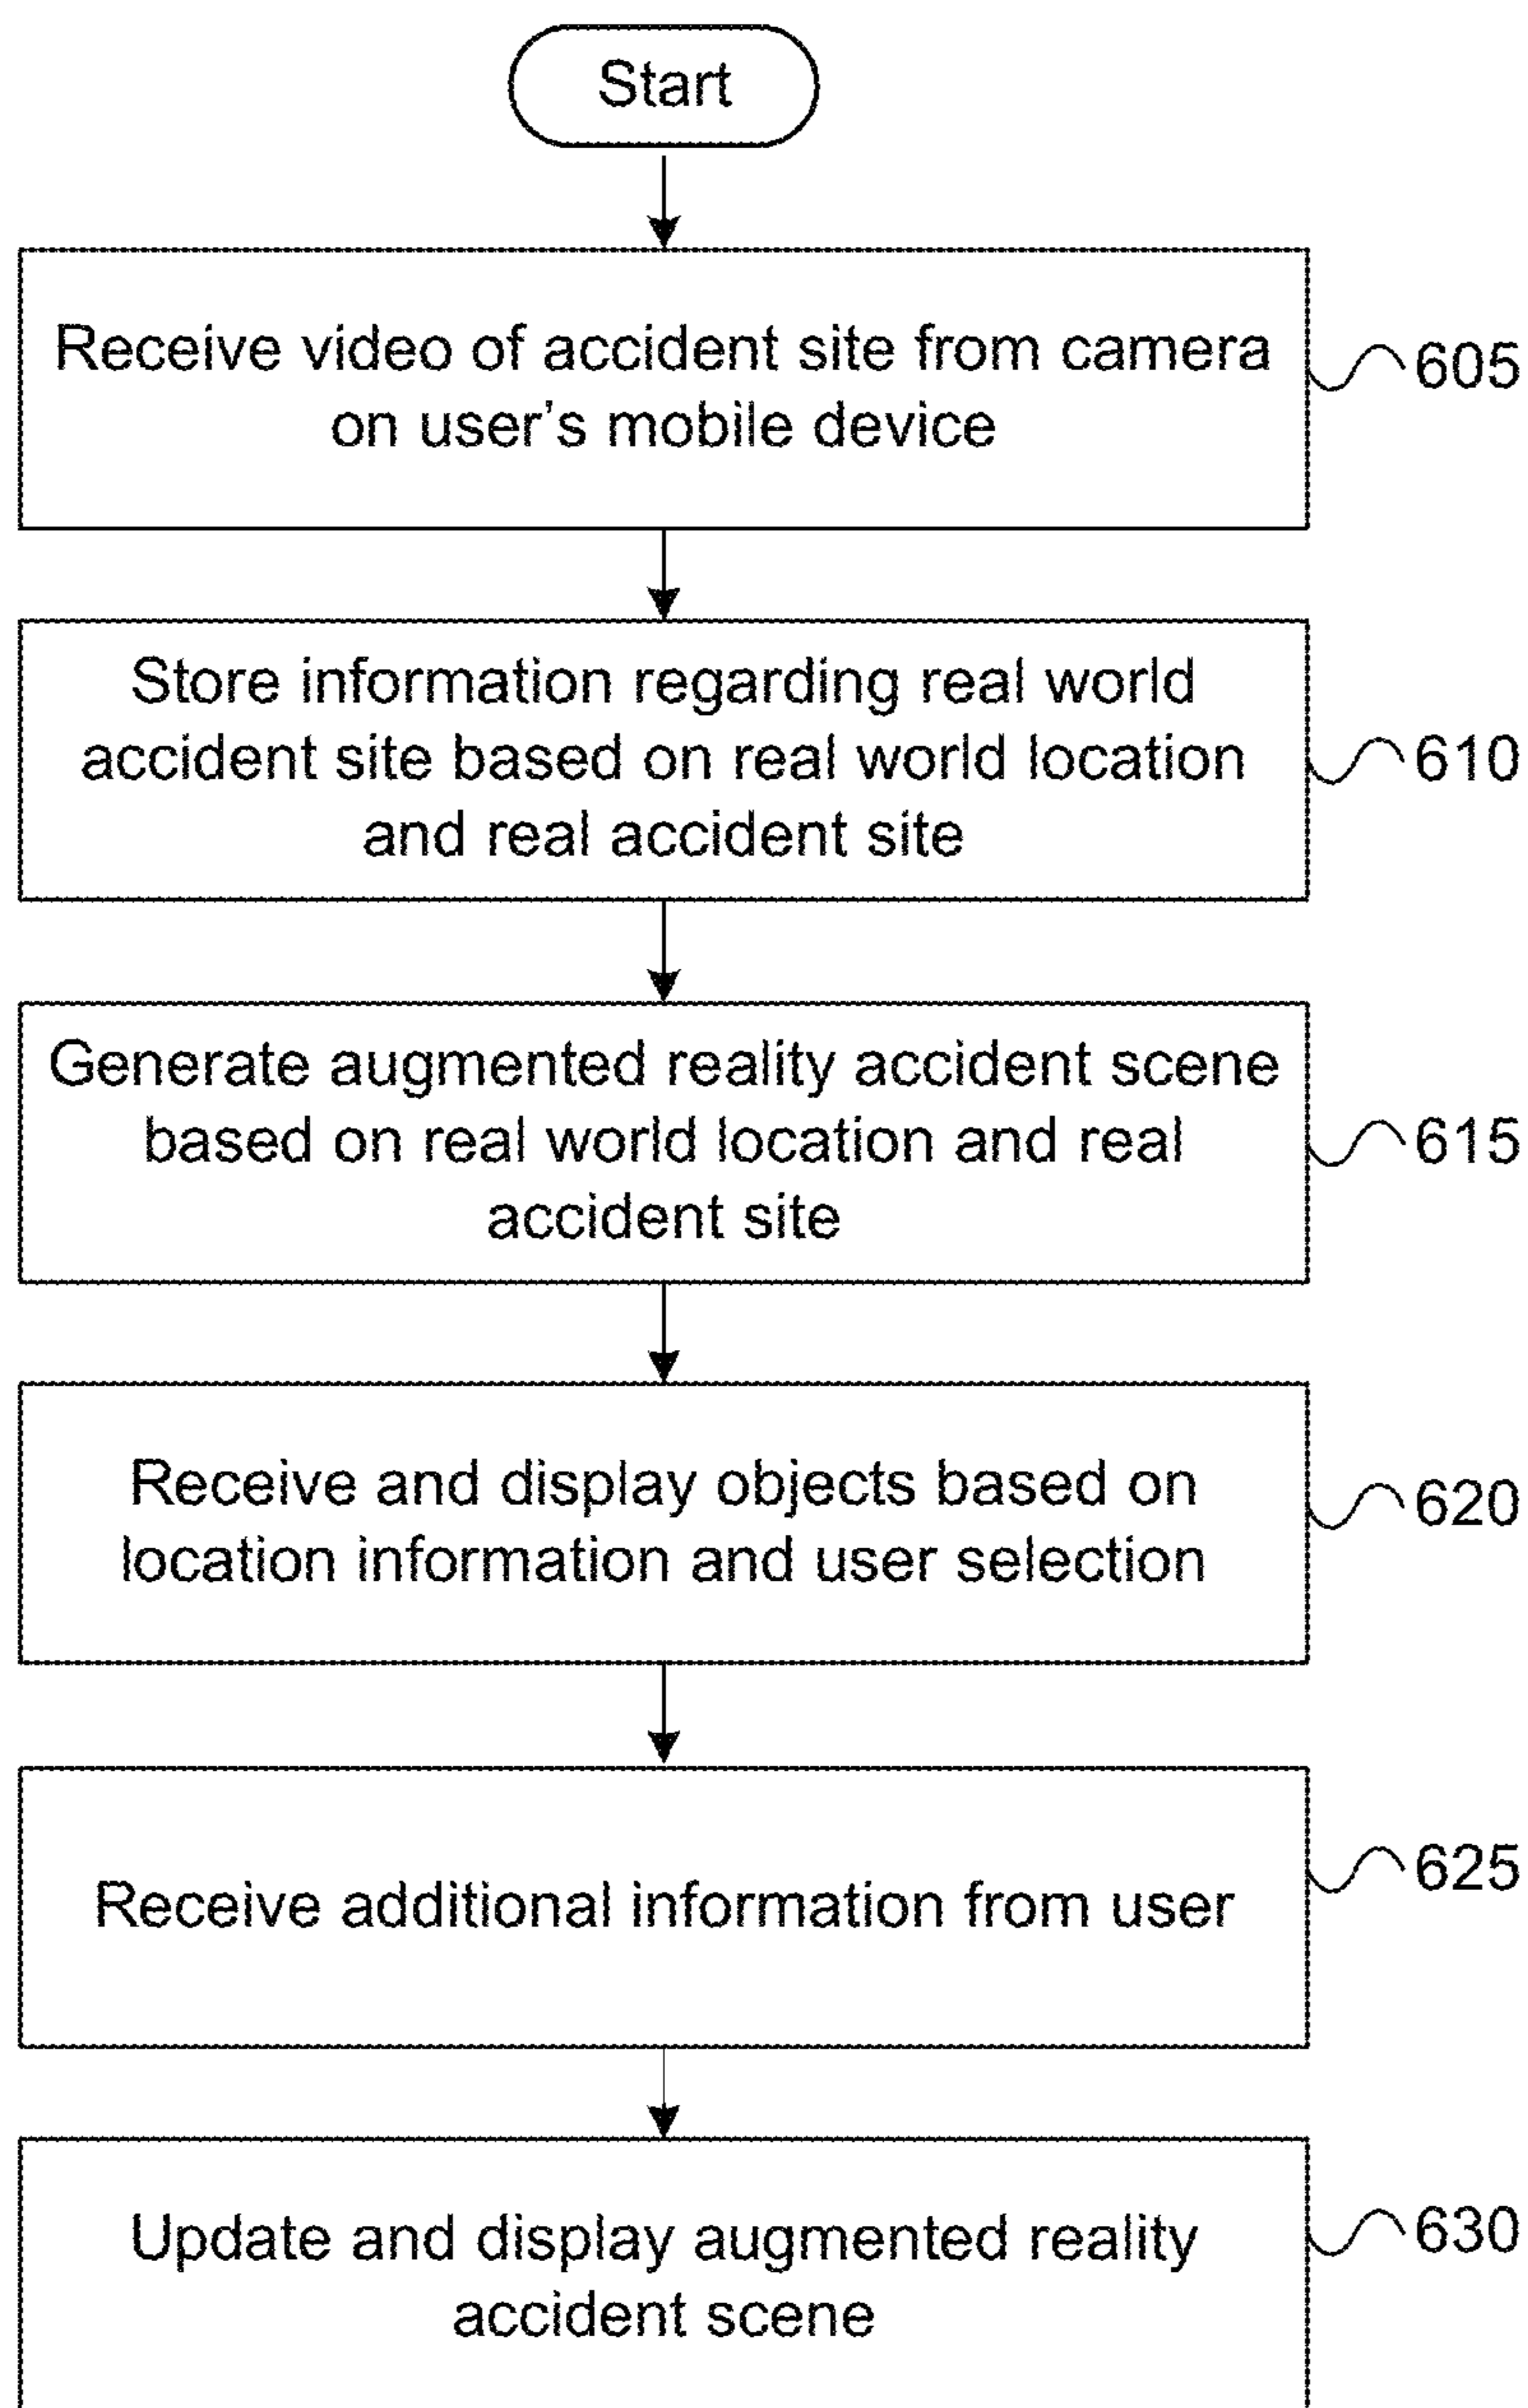 Start
Receive video of accident site from camera
on user's mobile device
605
Store information regarding real world
accident site based on real world location
and real accident site
610
Generate augmented reality accident scene
based on real world location and real
accident site
615
Receive and display objects based on
location information and user selection
620
Receive additional information from user
625
Update and display augmented reality
accident scene
630